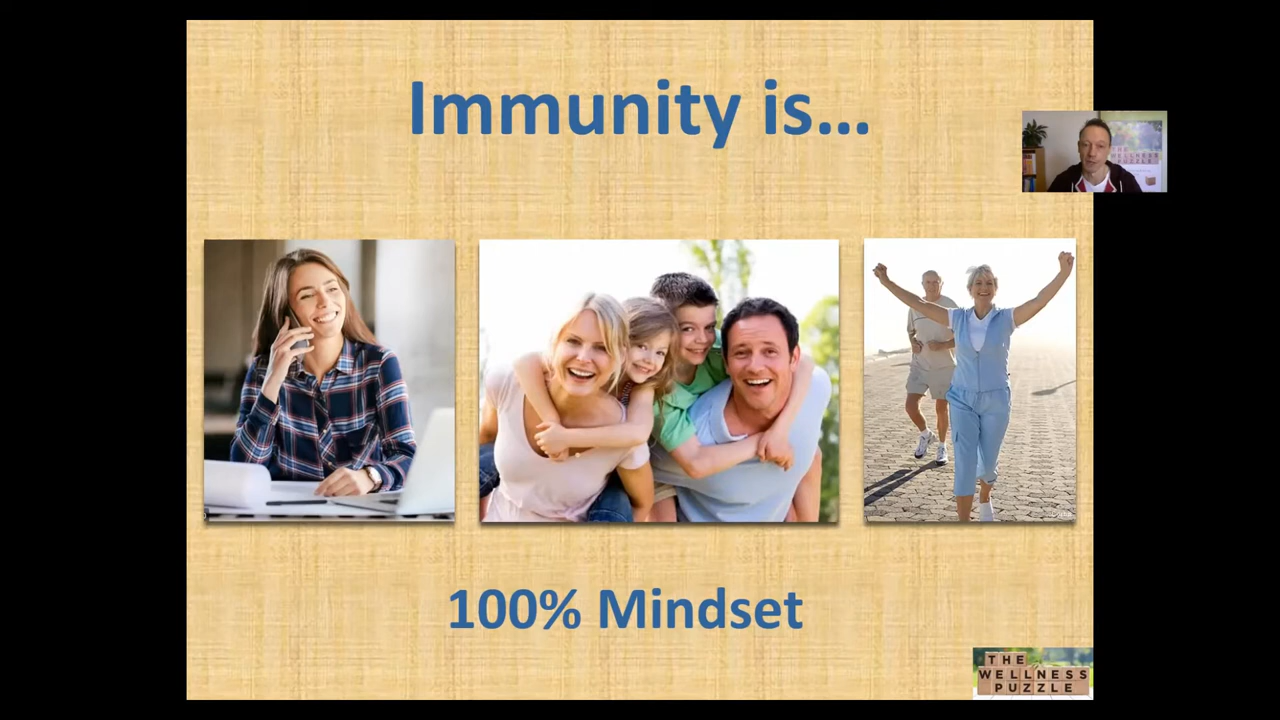 Immunity is...
100% Mindset
THE
WELLNESS
PUZZLE